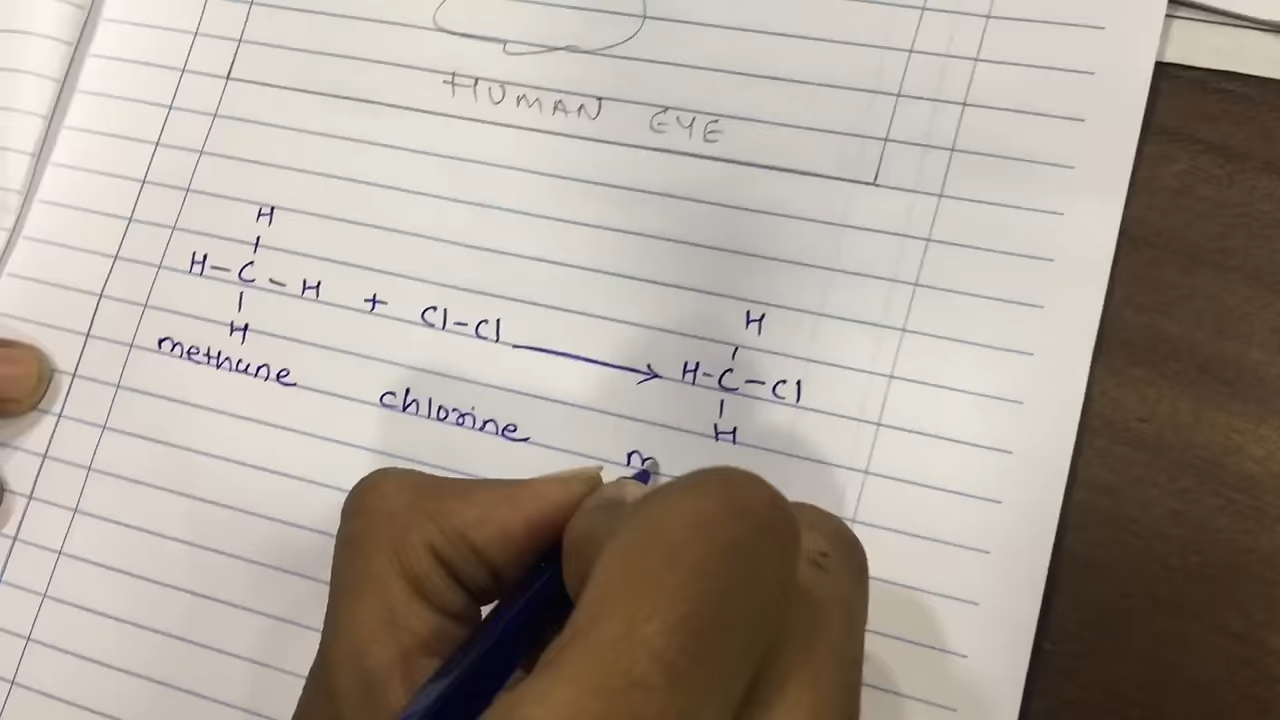 HUMAN EYE
H
H-C-H + Cl-Cl → H
H
methane
H-C-Cl
H
chlorine
m